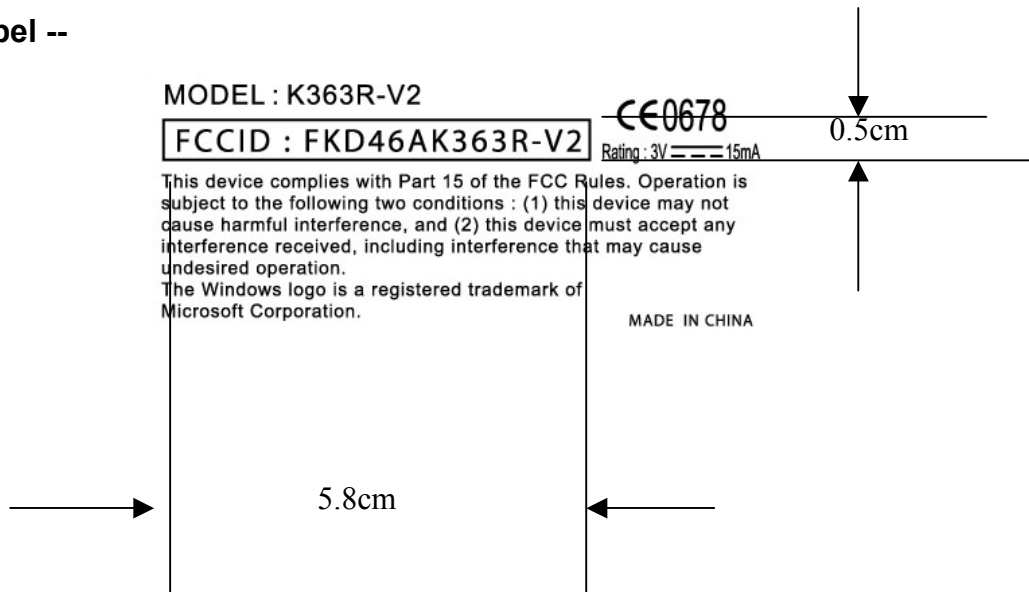 bel --
MODEL : K363R-V2
CE0678
0.5cm
FCCID : FKD46AK363R-V2
Rating : 3V 15mA
This device complies with Part 15 of the FCC Rules. Operation is
subject to the following two conditions : (1) this device may not
cause harmful interference, and (2) this device must accept any
interference received, including interference that may cause
undesired operation.
The Windows logo is a registered trademark of
Microsoft Corporation.
MADE IN CHINA
5.8cm